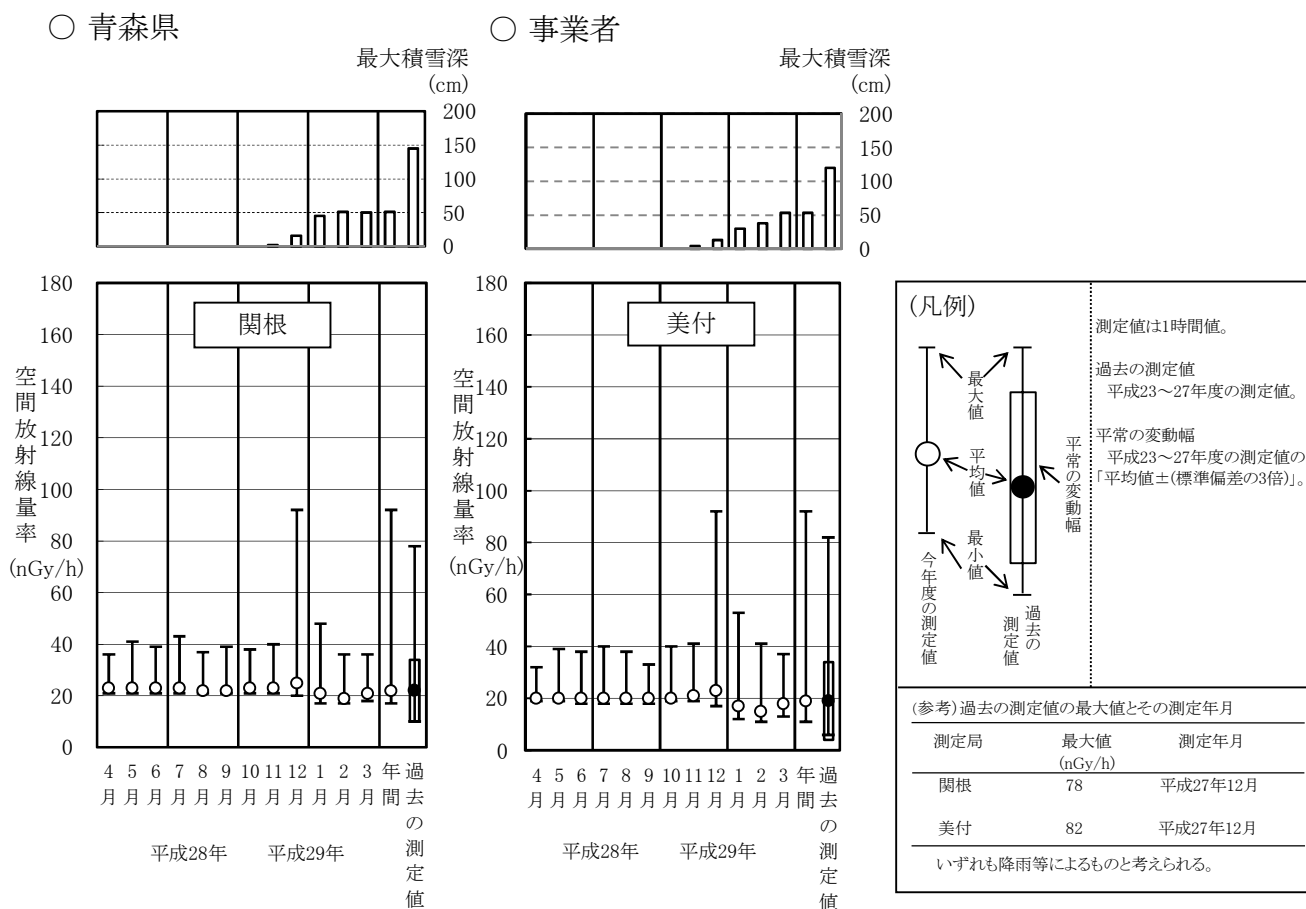 ○ 青森県
最大積雪深
(cm)
200
150
100
50
0
関根
空間放射線量率
(nGy/h)
180
160
140
120
100
80
60
40
20
0
4月 5月 6月 7月 8月 9月 10月 11月 12月 1月 2月 3月 年間 過去の測定値
平成28年 平成29年
○ 事業者
最大積雪深
(cm)
200
150
100
50
0
美付
空間放射線量率
(nGy/h)
180
160
140
120
100
80
60
40
20
0
4月 5月 6月 7月 8月 9月 10月 11月 12月 1月 2月 3月 年間 過去の測定値
平成28年 平成29年
(凡例)
最大値
平均値
最小値
平常の変動幅
今年度の測定値
過去の測定値
測定値は1時間値。
過去の測定値
平成23~27年度の測定値。
平常の変動幅
平成23~27年度の測定値の
「平均値±(標準偏差の3倍)」。
(参考)過去の測定値の最大値とその測定年月
測定局 最大値 測定年月
(nGy/h)
関根 78 平成27年12月
美付 82 平成27年12月
いずれも降雨等によるものと考えられる。